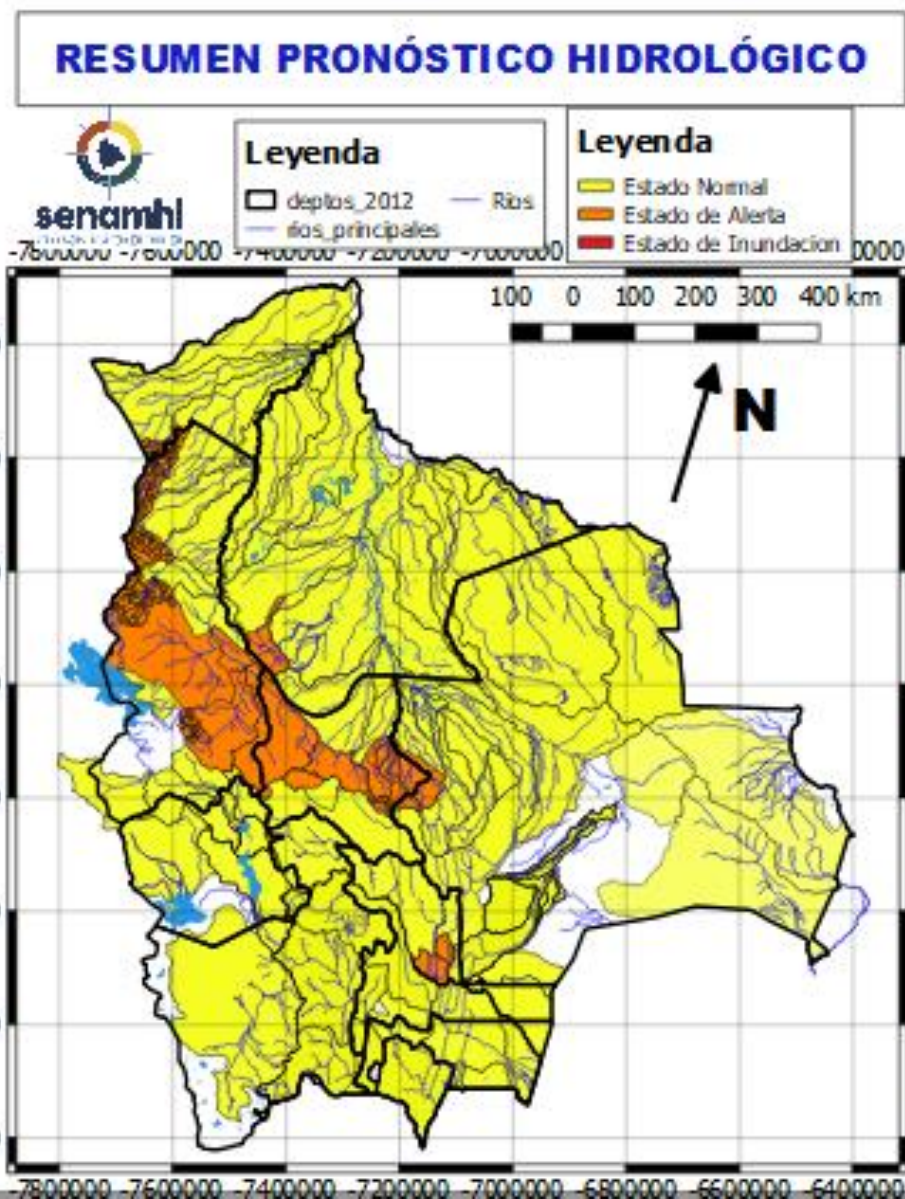 RESUMEN PRONÓSTICO HIDROLÓGICO
senamhi
Leyenda
deptos_2012
Rios
rios_principales
Leyenda
Estado Normal
Estado de Alerta
Estado de Inundacion
-7800000 -7600000 -7400000 -7200000 -7000000
100 0 100 200 300 400 km
N
-7800000 -7600000 -7400000 -7200000 -7000000 -6800000 -6600000 -6400000